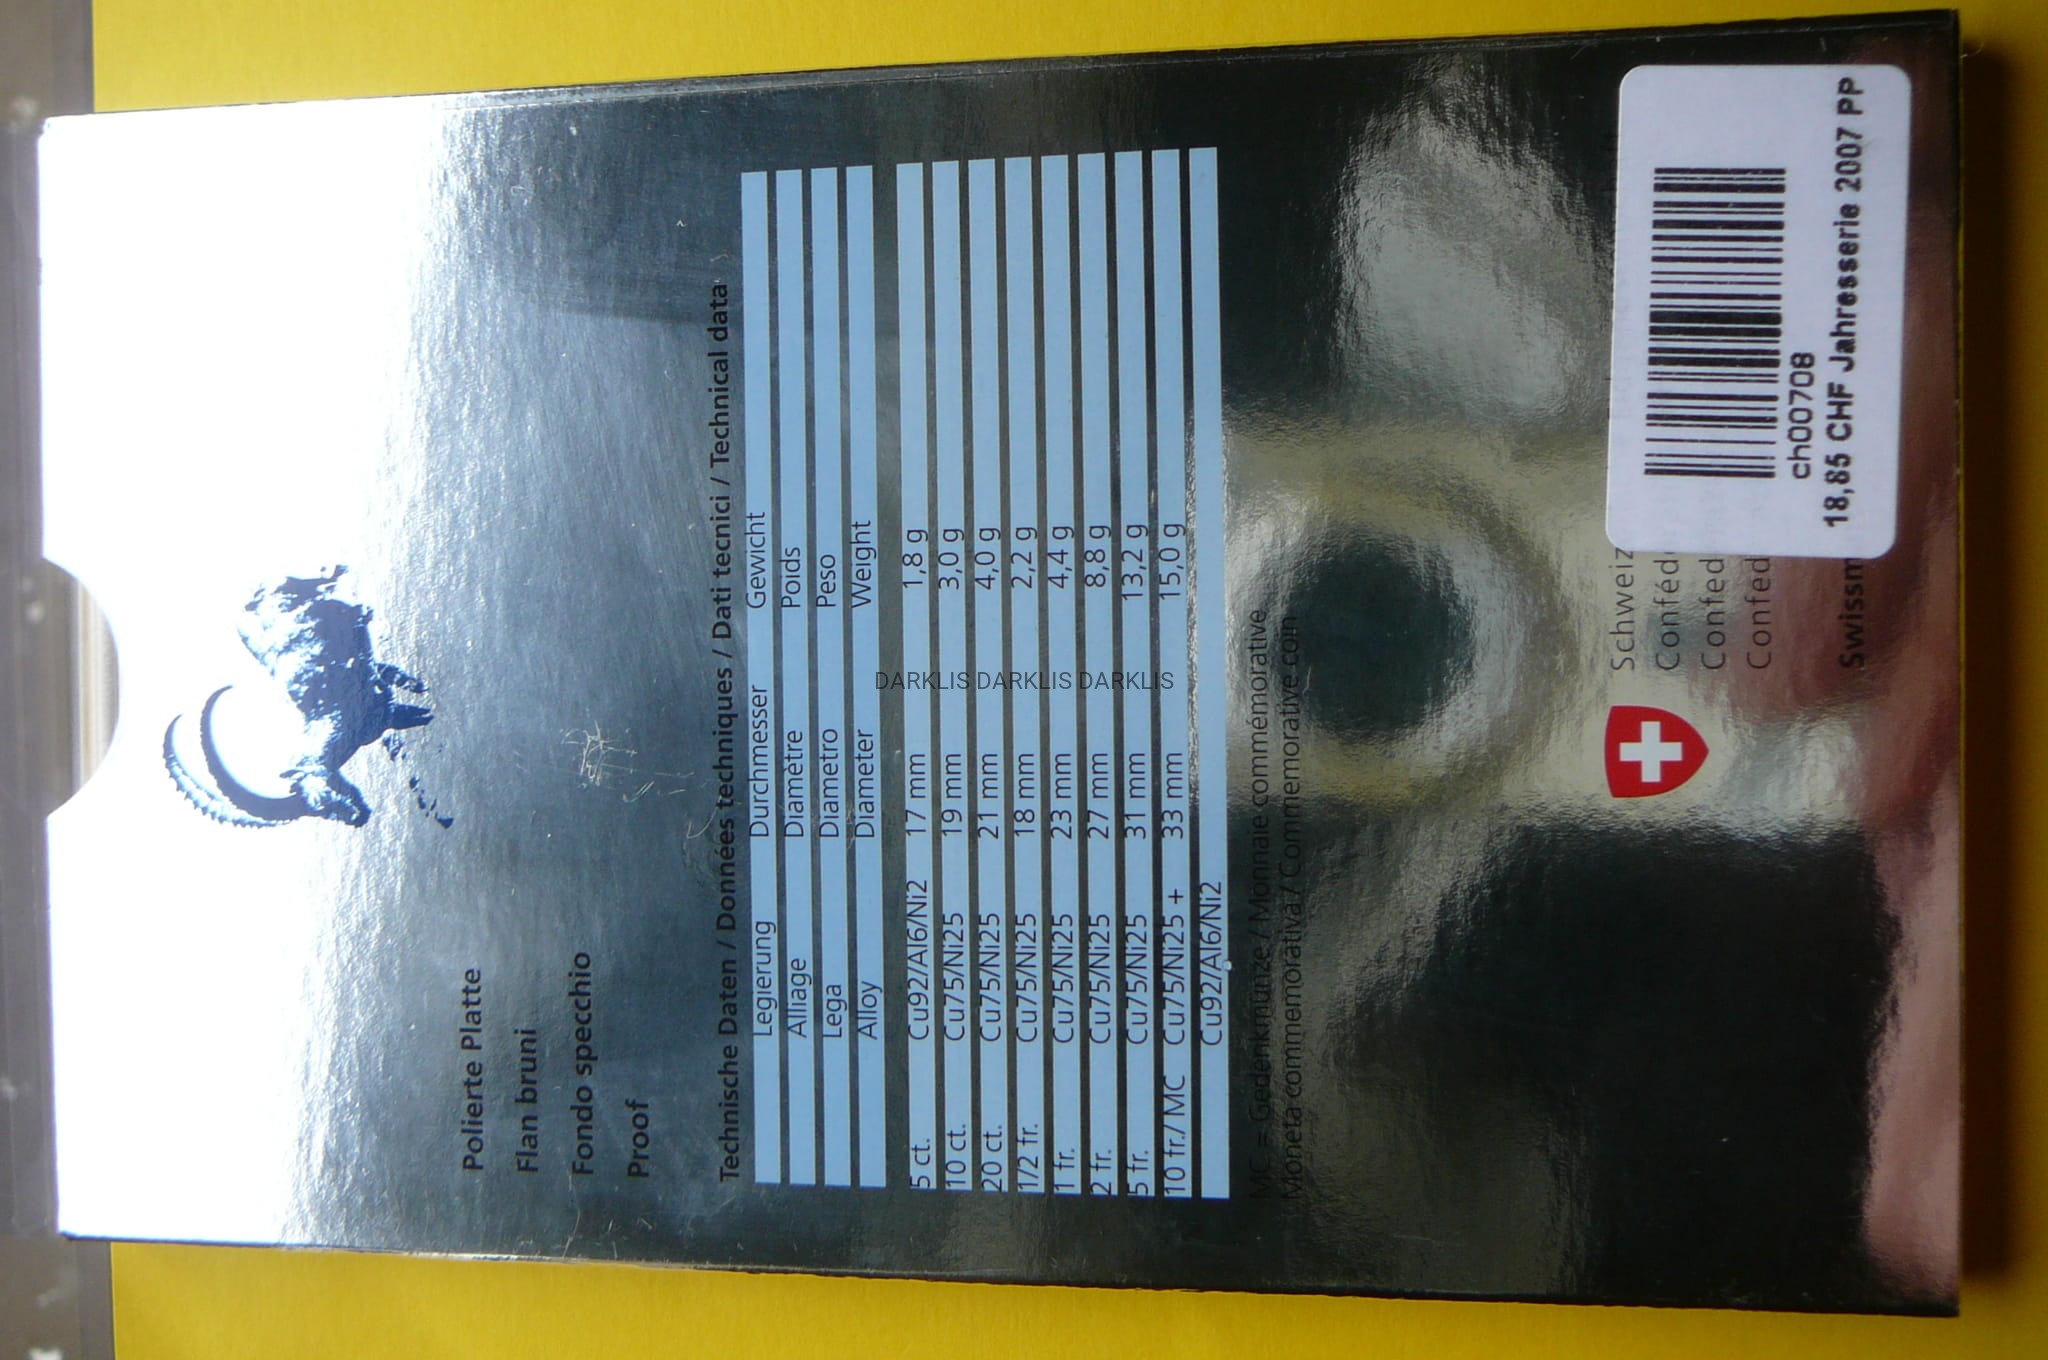 Polierte Platte
Flan bruni
Fondo specchio
Proof
Technische Daten / Données techniques / Dati tecnici / Technical data
Legierung Durchmesser Gewicht
Alliage Diamètre Poids
Lega Diametro Peso
Alloy Diameter Weight
5 ct. Cu92/Al6/Ni2 17 mm 1,8 g
10 ct. Cu75/Ni25 19 mm 3,0 g
20 ct. Cu75/Ni25 21 mm 4,0 g
1/2 fr. Cu75/Ni25 18 mm 2,2 g
1 fr. Cu75/Ni25 23 mm 4,4 g
2 fr. Cu75/Ni25 27 mm 8,8 g
5 fr. Cu75/Ni25 31 mm 13,2 g
10 fr./ MC Cu75/Ni25 + 33 mm 15,0 g
Cu92/Al6/Ni2
MC = Gedenkmünze / Monnaie commémorative
Moneta commemorativa / Commemorative coin
DARKLIS DARKLIS DARKLIS
Schweiz
Conféd
Confed
Confed
Swissm
ch00708
18,85 CHF Jahresserie 2007 PP